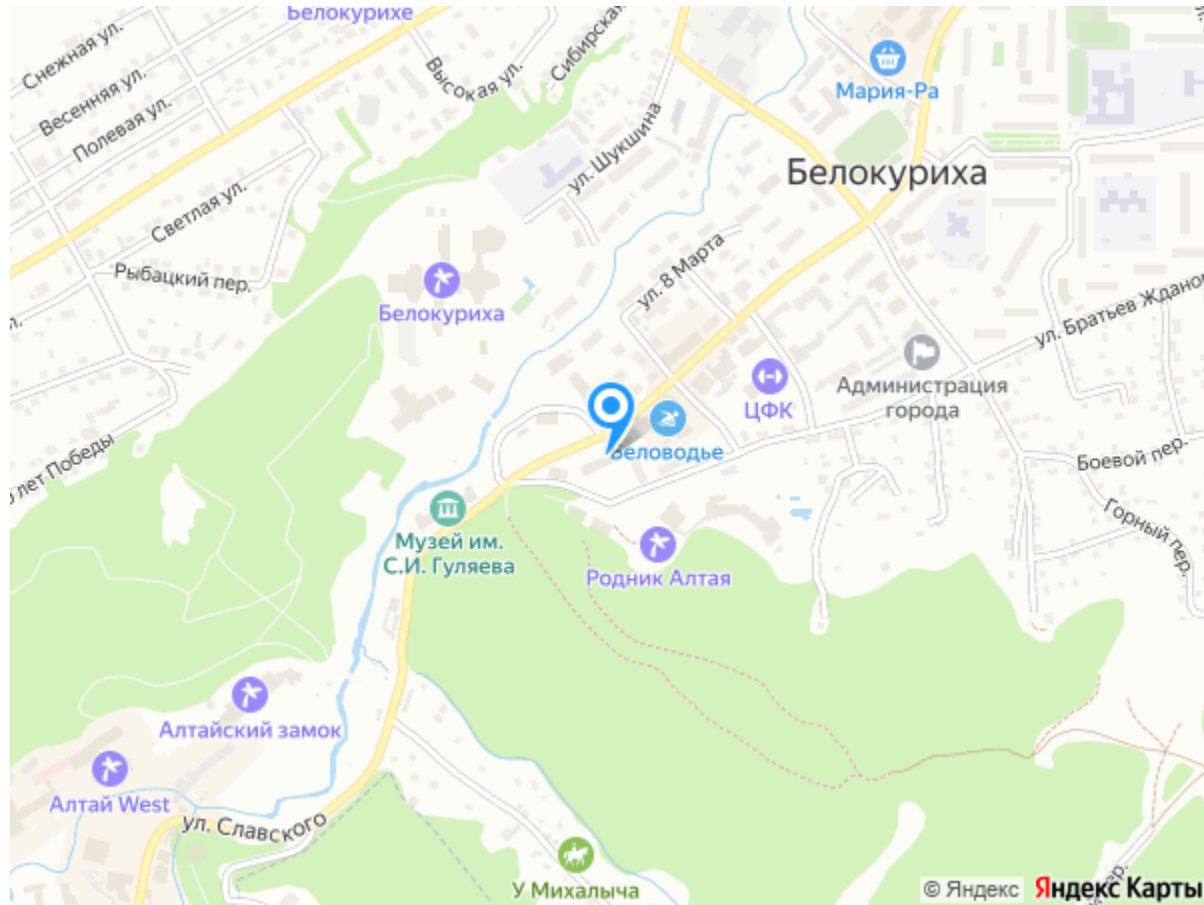 Белокурихе
Снежная ул.
Высокая ул.
Сибирская
Весенняя ул.
Полевая ул.
Мария-Ра
ул. Шукшина
Белокуриха
Светлая ул.
Рыбацкий пер.
ул. 8 Марта
Белокуриха
ул. Братьев
Администрация
города
ЦФК
Беловодье
лет Победы
Боевой пер.
Горный пер.
Музей им.
С.И. Гуляева
Родник Алтая
Алтайский замок
Алтай West
ул. Славского
У Михалыча
© Яндекс Яндекс Карты